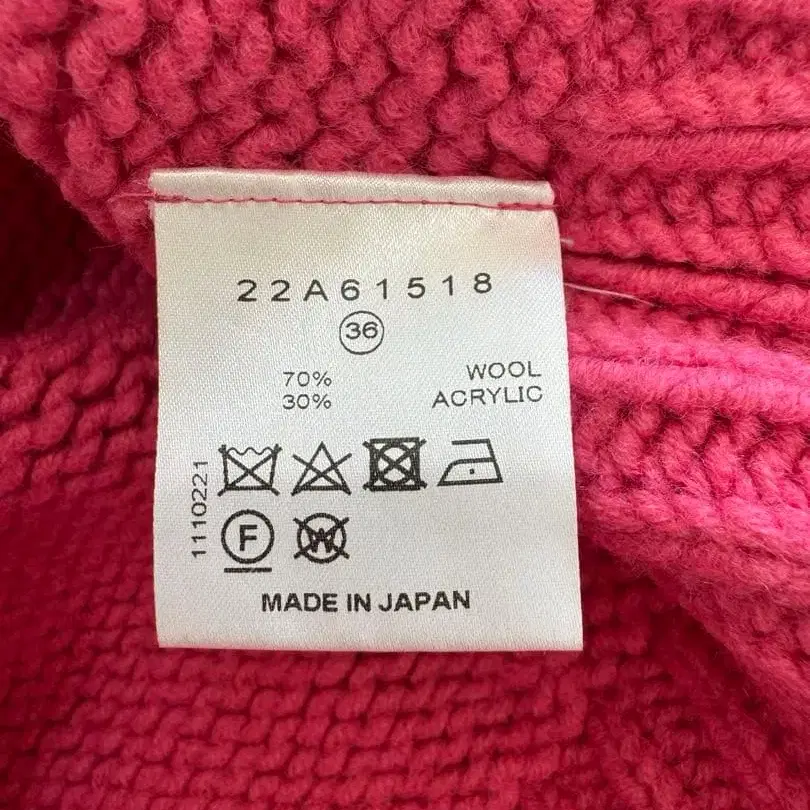 22A61518
36
70% WOOL
30% ACRYLIC
1110221
F W
MADE IN JAPAN